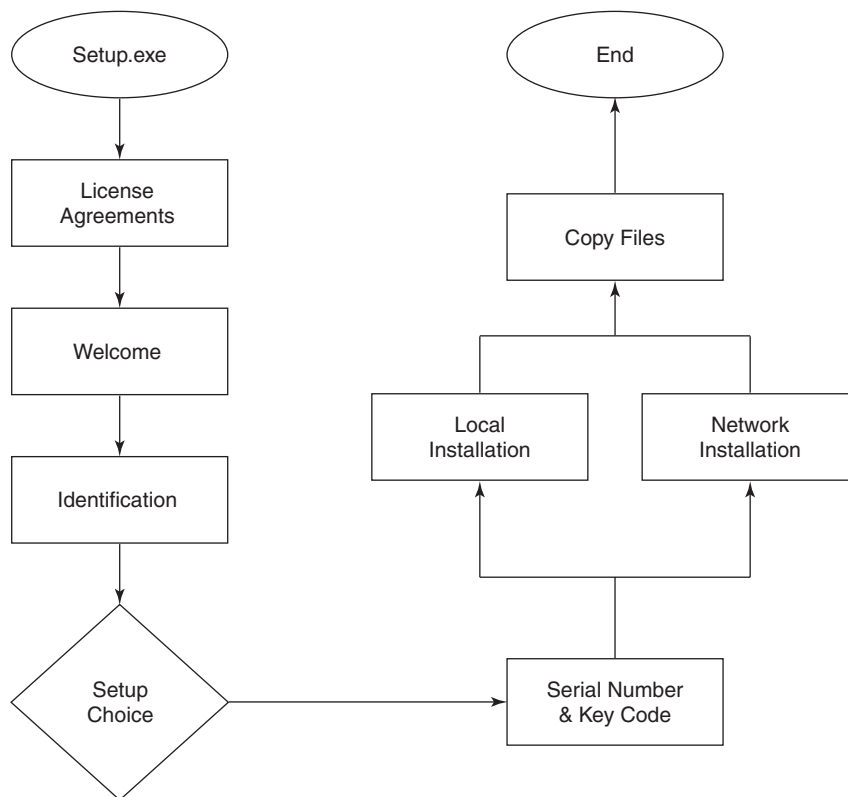 Setup.exe
License
Agreements
Welcome
Identification
Setup
Choice
Serial Number
& Key Code
Local
Installation
Network
Installation
Copy Files
End